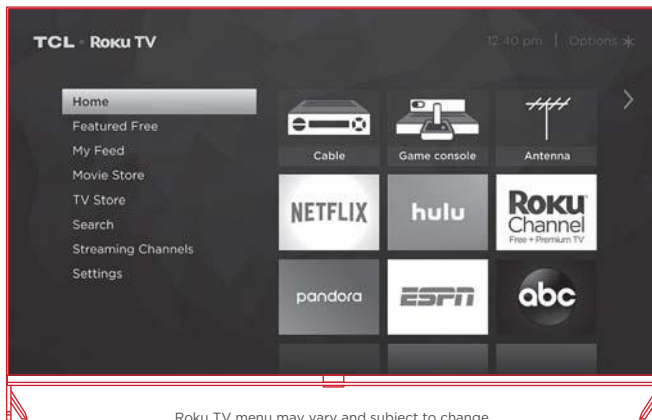 TCL Roku TV
12:40 pm | Options
Home
Featured Free
My Feed
Movie Store
TV Store
Search
Streaming Channels
Settings
Cable
Game console
Antenna
NETFLIX
hulu
Roku
Channel
Free + Premium TV
pandora
ESPN
abc
Roku TV menu may vary and subject to change